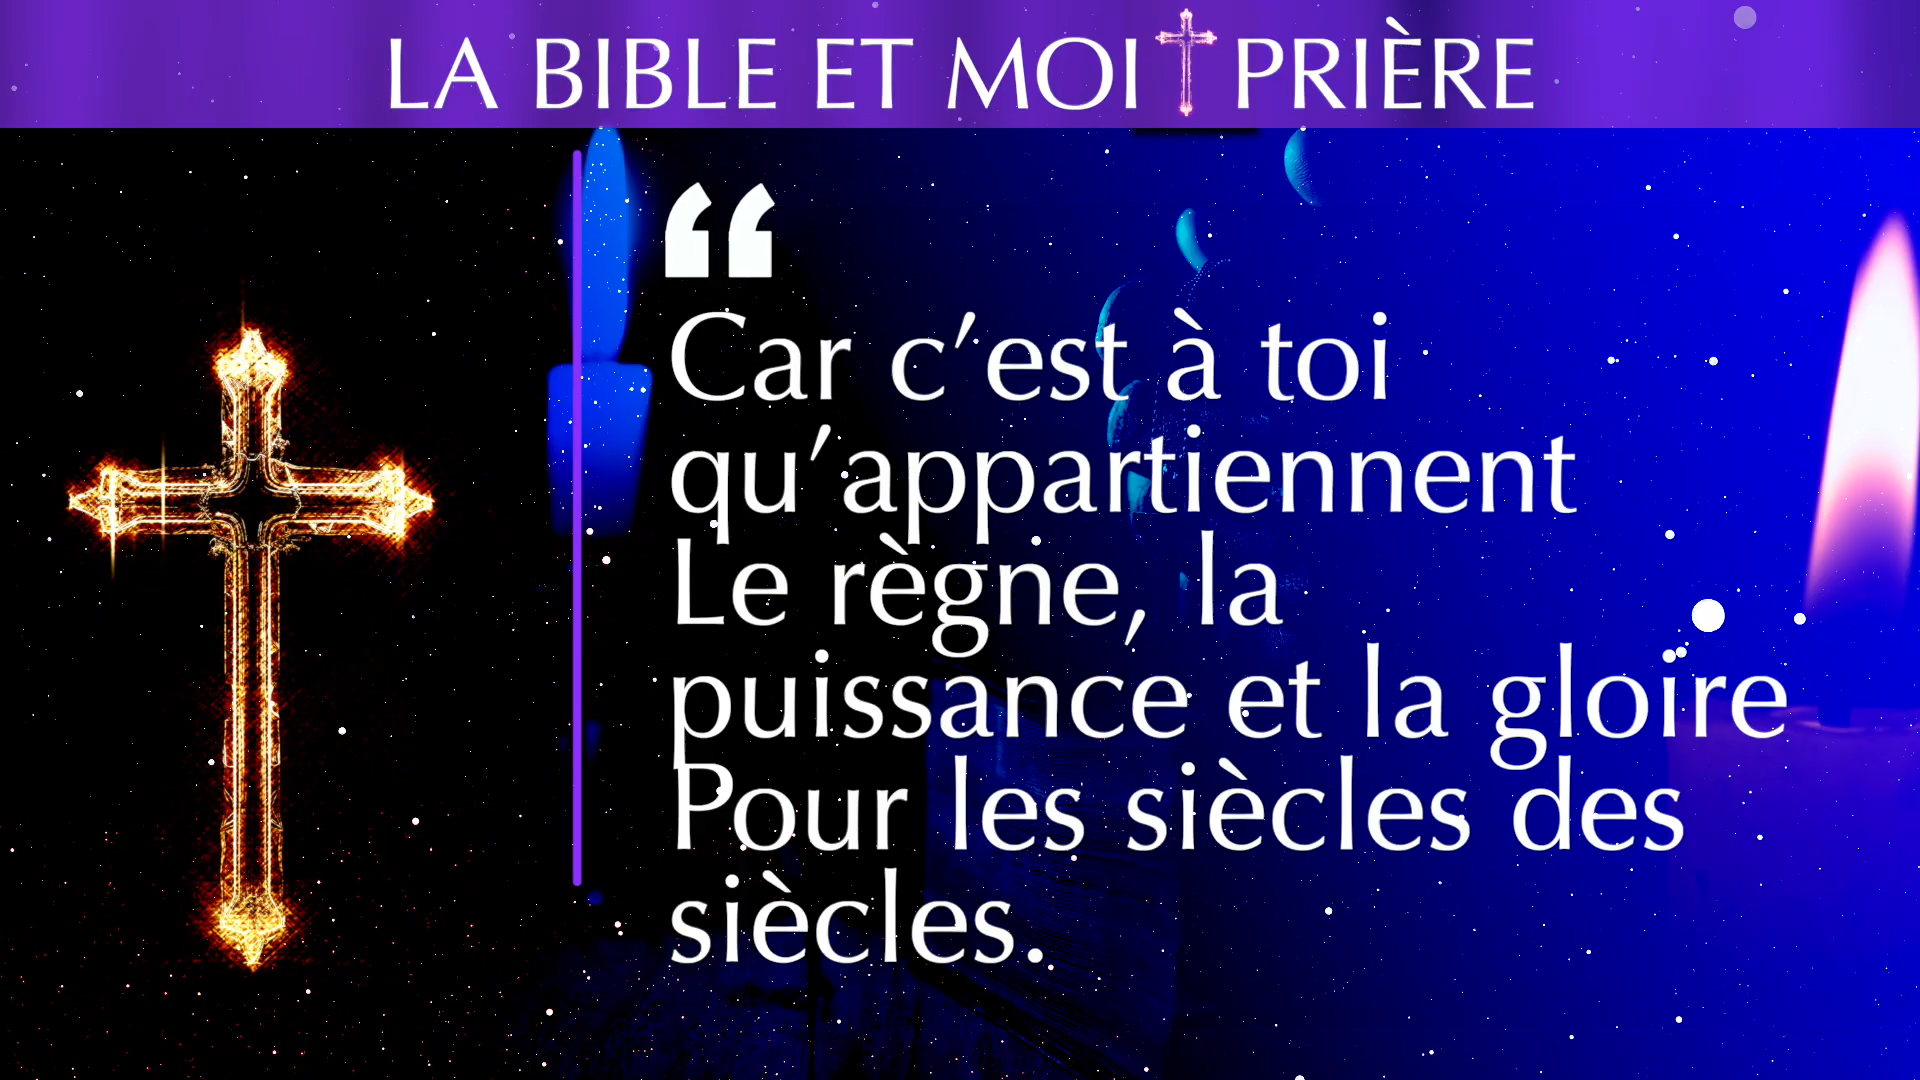 LA BIBLE ET MOI PRIÈRE
“
Car c’est à toi
qu’appartiennent
Le règne, la
puissance et la gloire
Pour les siècles des
siècles.